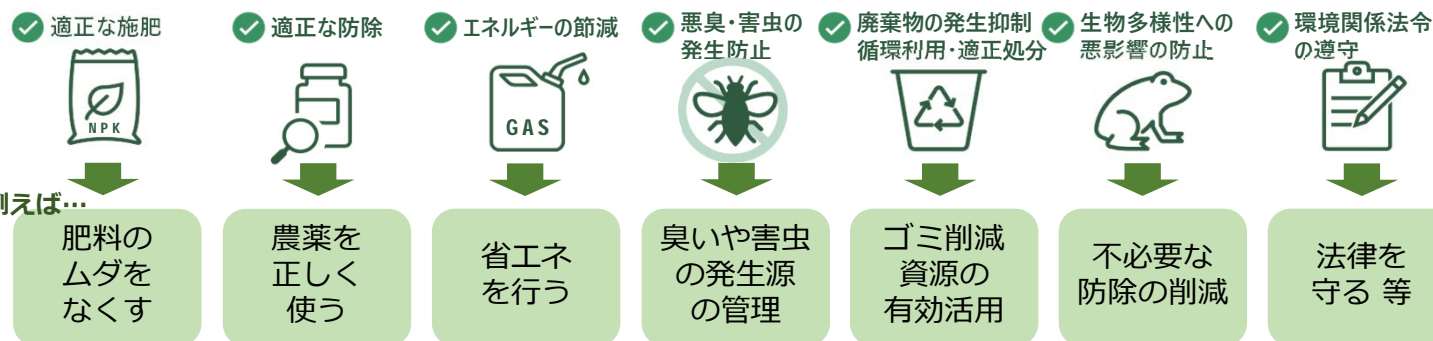 適正な施肥
適正な防除
エネルギーの節減
悪臭・害虫の
発生防止
廃棄物の発生抑制
循環利用・適正処分
生物多様性への
悪影響の防止
環境関係法令
の遵守
NPK
GAS
例えば…
肥料の
ムダを
なくす
農薬を
正しく
使う
省エネ
を行う
臭いや害虫
の発生源
の管理
ゴミ削減
資源の
有効活用
不必要な
防除の削減
法律を
守る 等